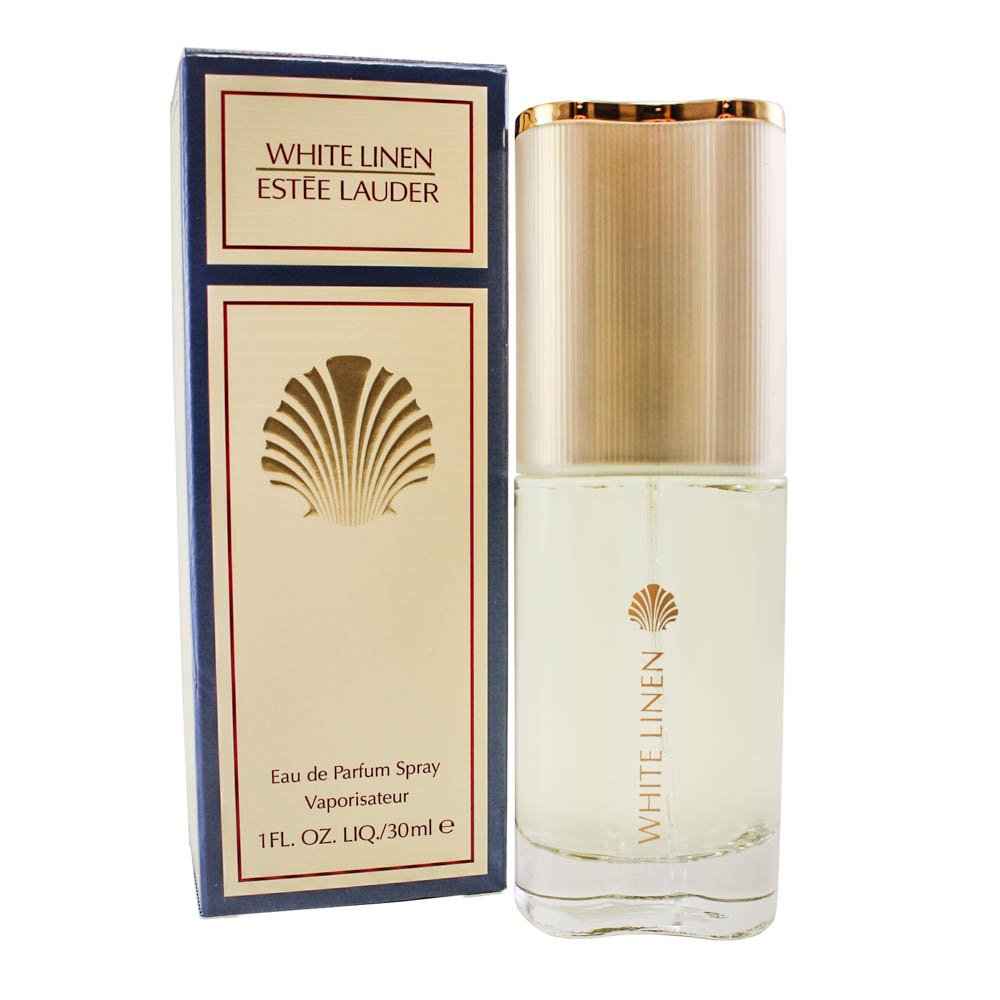 WHITE LINEN
ESTĒE LAUDER
Eau de Parfum Spray
Vaporisateur
1FL. OZ. LIQ./30ml e
WHITE LINEN